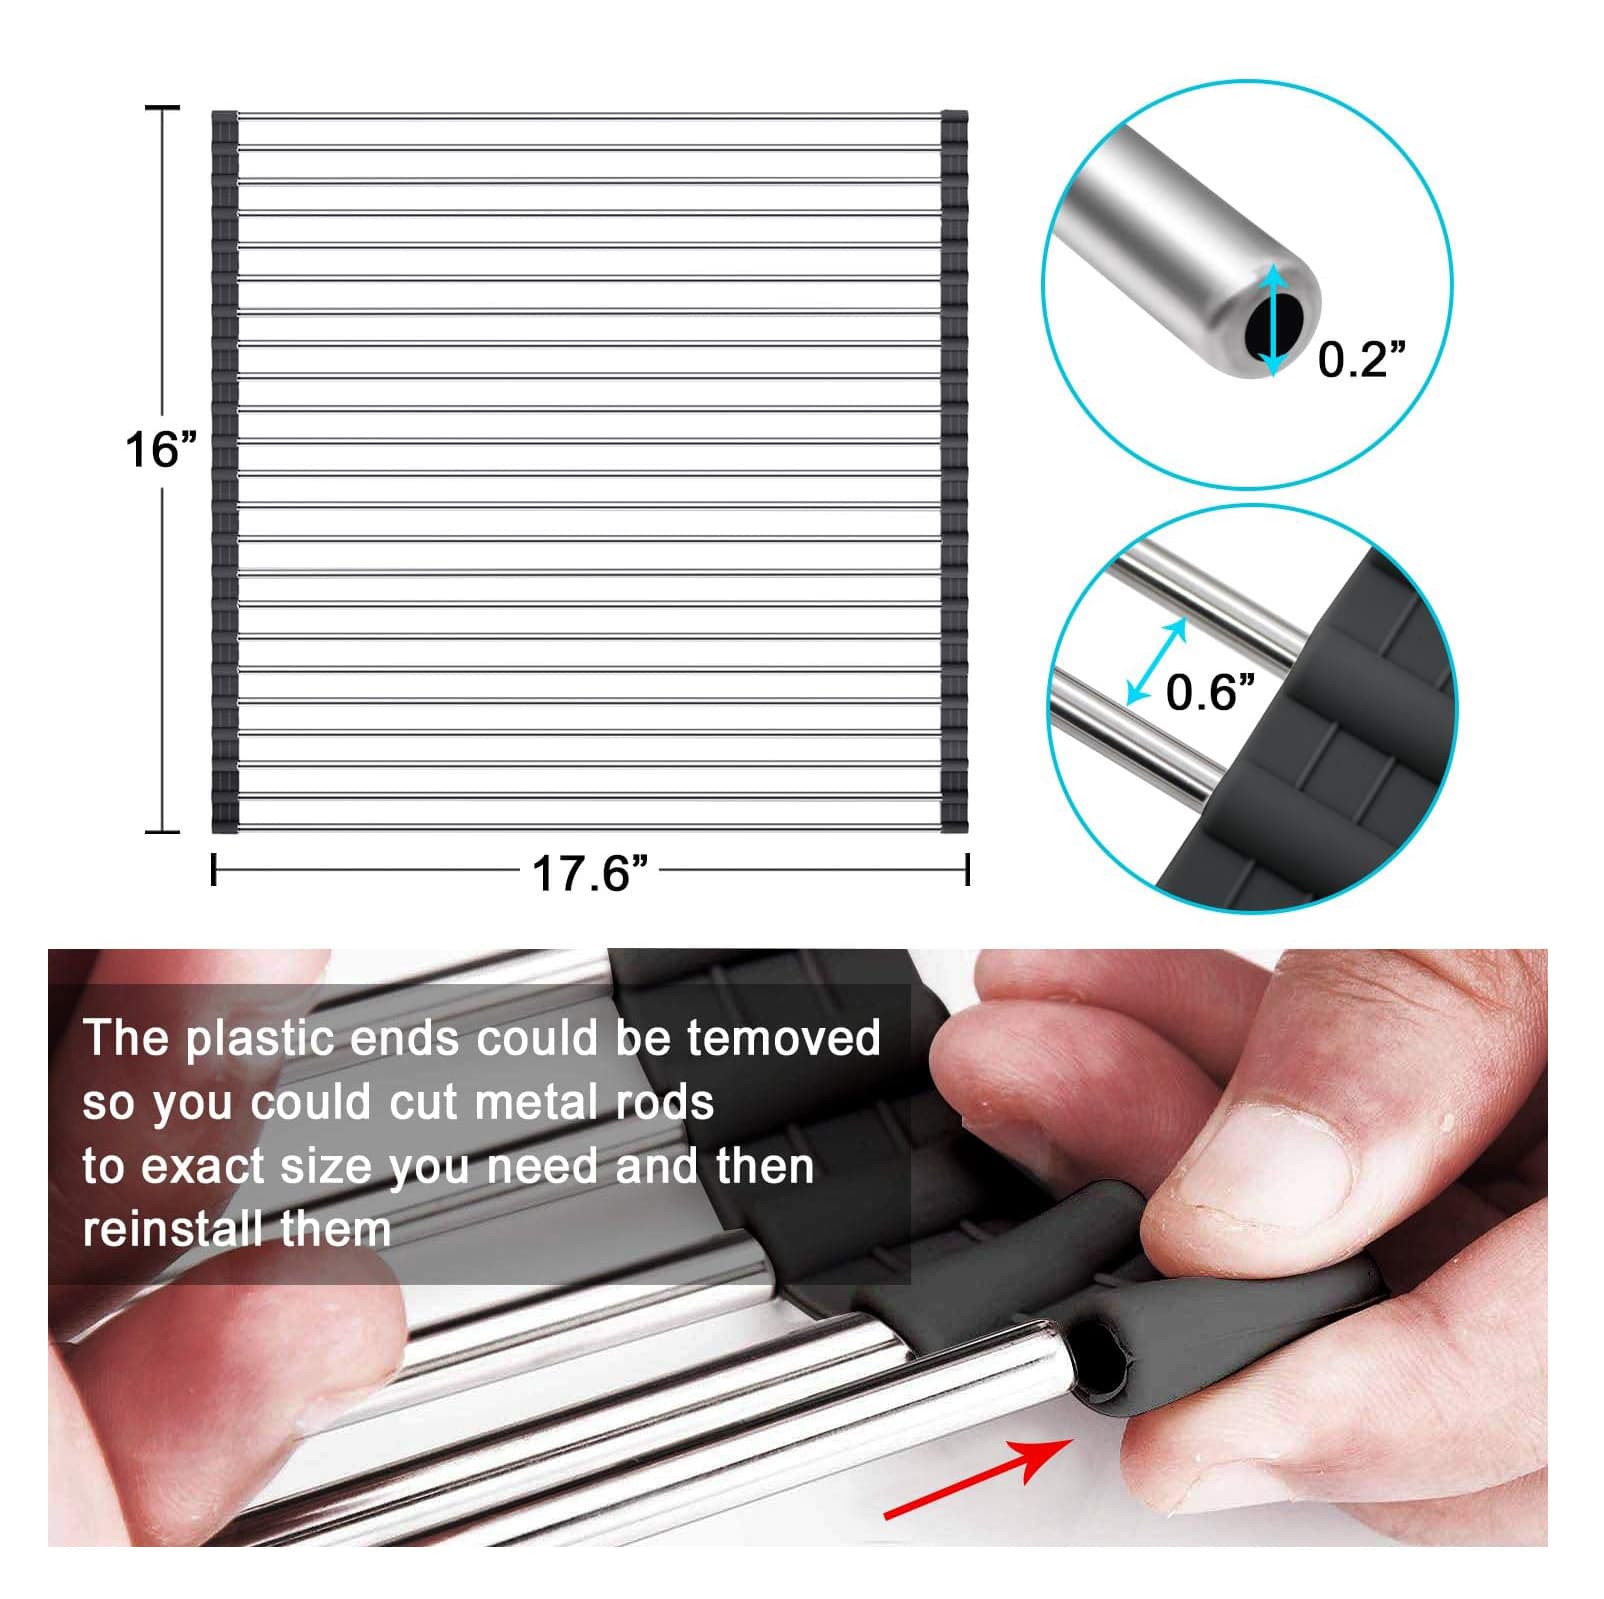 0.2”
16”
0.6”
17.6”
The plastic ends could be temoved
so you could cut metal rods
to exact size you need and then
reinstall them